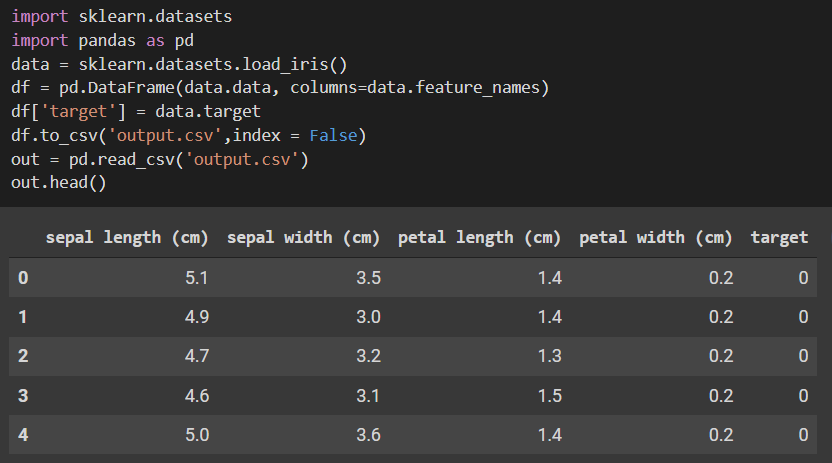 import sklearn.datasets
import pandas as pd
data = sklearn.datasets.load_iris()
df = pd.DataFrame(data.data, columns=data.feature_names)
df['target'] = data.target
df.to_csv('output.csv',index = False)
out = pd.read_csv('output.csv')
out.head()
sepal length (cm) sepal width (cm) petal length (cm) petal width (cm) target
0 5.1 3.5 1.4 0.2 0
1 4.9 3.0 1.4 0.2 0
2 4.7 3.2 1.3 0.2 0
3 4.6 3.1 1.5 0.2 0
4 5.0 3.6 1.4 0.2 0